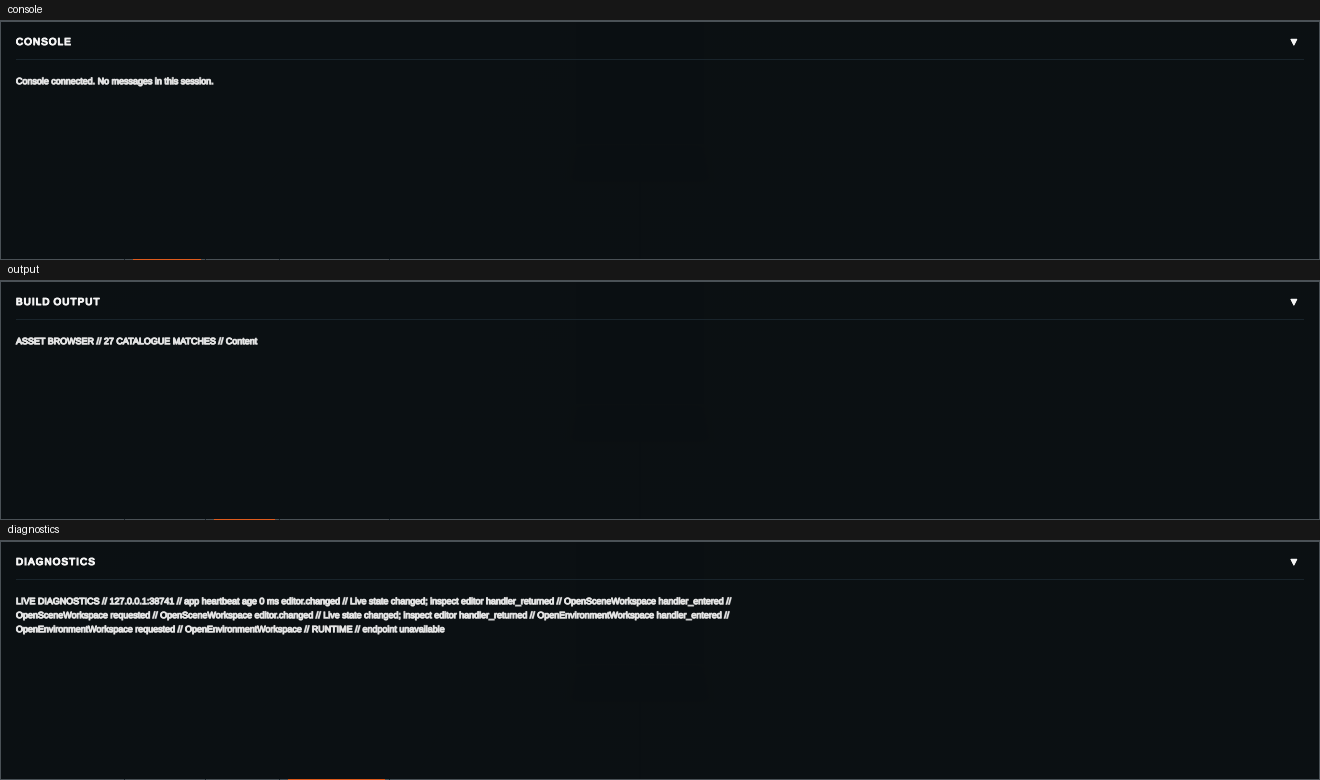 console
CONSOLE ▼
Console connected. No messages in this session.
output
BUILD OUTPUT ▼
ASSET BROWSER // 27 CATALOGUE MATCHES // Content
diagnostics
DIAGNOSTICS ▼
LIVE DIAGNOSTICS // 127.0.0.1:38741 // app heartbeat age 0 ms editor.changed // Live state changed; inspect editor handler_returned // OpenSceneWorkspace handler_entered //
OpenSceneWorkspace requested // OpenSceneWorkspace editor.changed // Live state changed; inspect editor handler_returned // OpenEnvironmentWorkspace handler_entered //
OpenEnvironmentWorkspace requested // OpenEnvironmentWorkspace // RUNTIME // endpoint unavailable